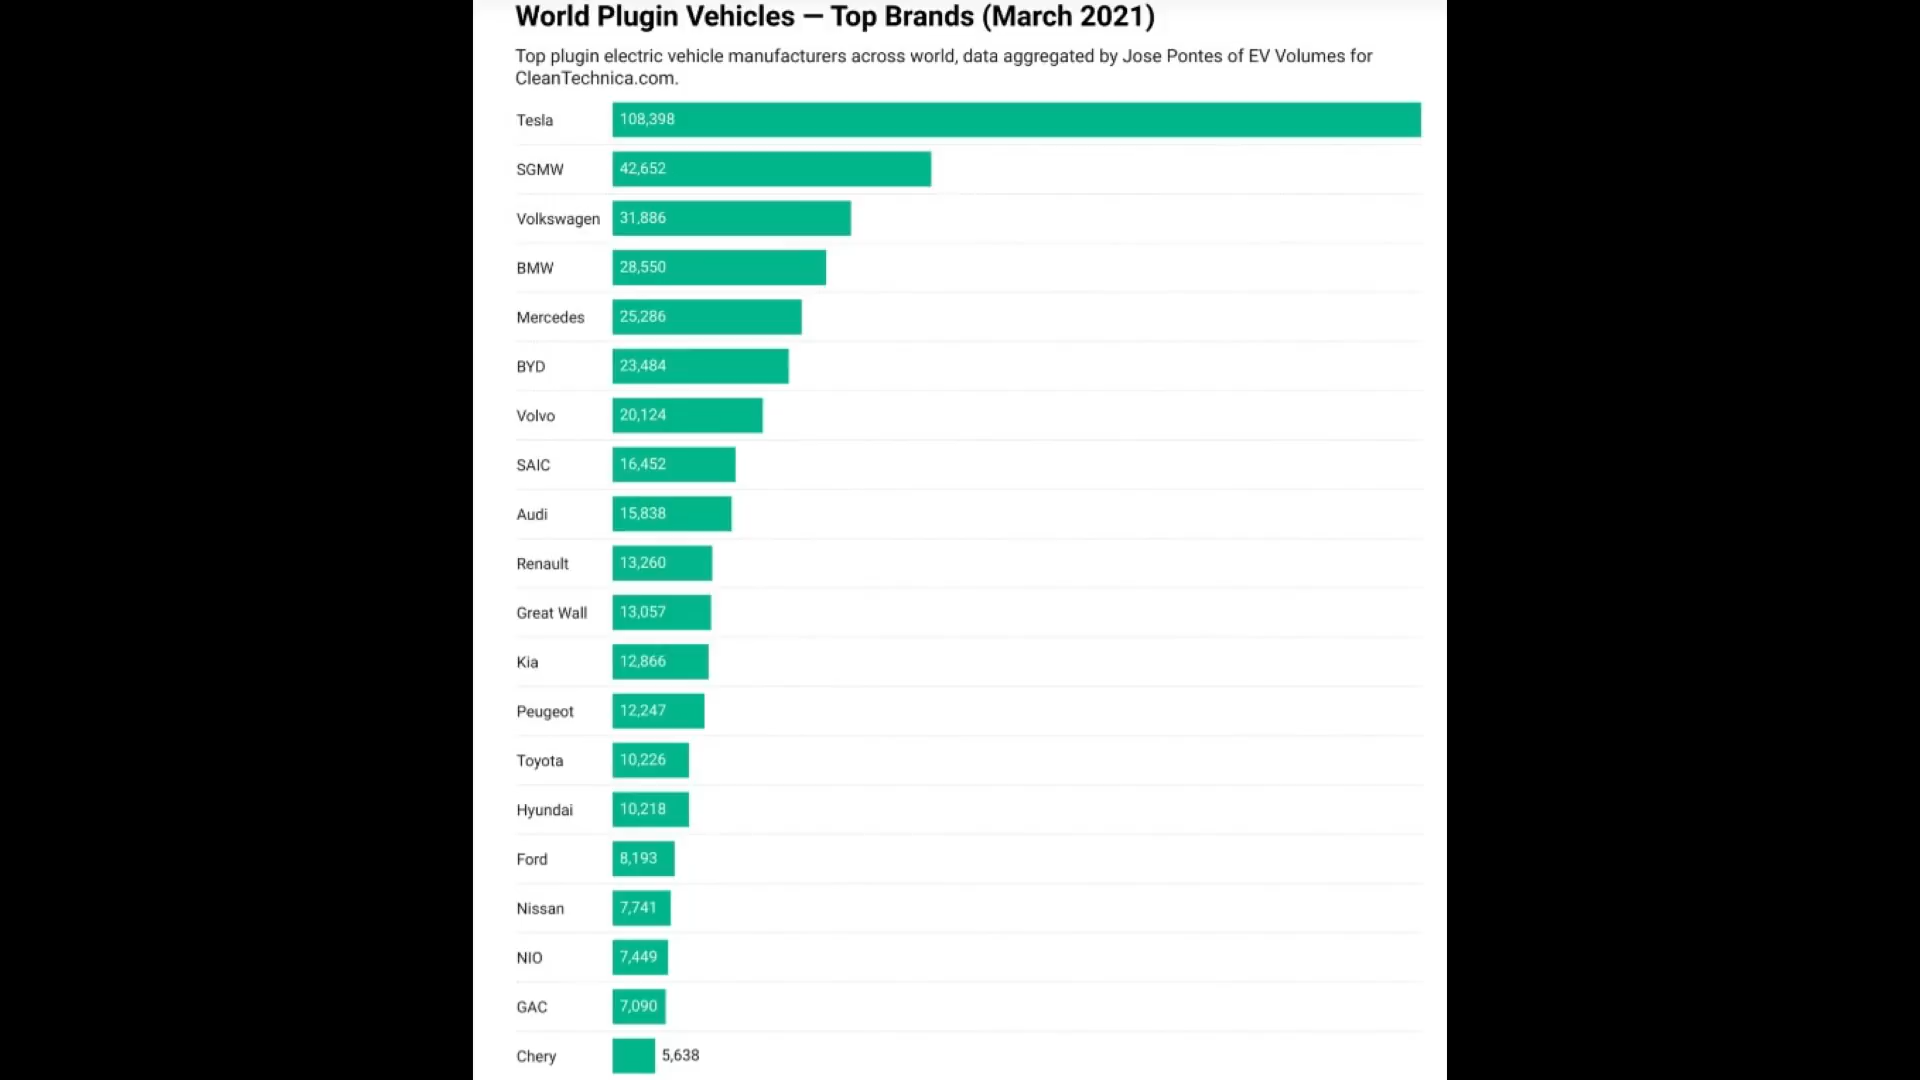 World Plugin Vehicles — Top Brands (March 2021)
Top plugin electric vehicle manufacturers across world, data aggregated by Jose Pontes of EV Volumes for
CleanTechnica.com.
Tesla 108,398
SGMW 42,652
Volkswagen 31,886
BMW 28,550
Mercedes 25,286
BYD 23,484
Volvo 20,124
SAIC 16,452
Audi 15,838
Renault 13,260
Great Wall 13,057
Kia 12,866
Peugeot 12,247
Toyota 10,226
Hyundai 10,218
Ford 8,193
Nissan 7,741
NIO 7,449
GAC 7,090
Chery 5,638